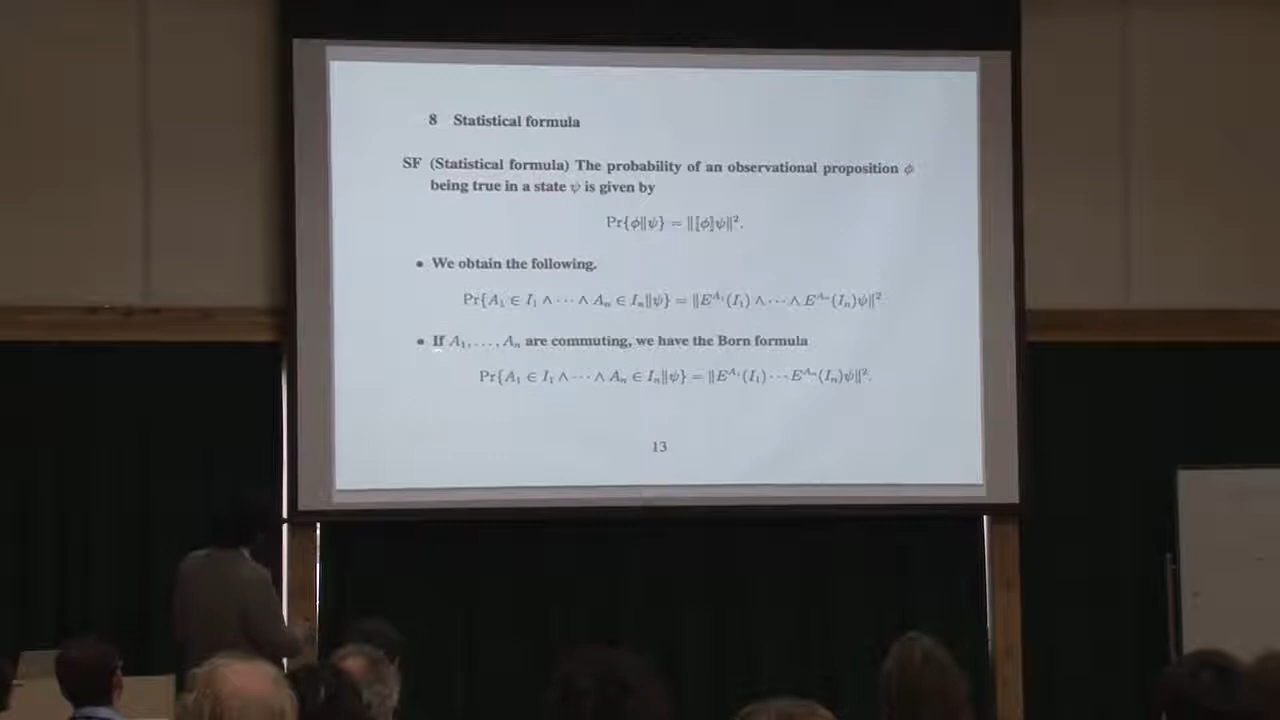 8 Statistical formula
SF (Statistical formula) The probability of an observational proposition ϕ
being true in a state ψ is given by
Pr{ϕ‖ψ} = ‖[[ϕ]]ψ‖².
• We obtain the following.
Pr{A₁ ∈ I₁ ∧ ··· ∧ Aₙ ∈ Iₙ‖ψ} = ‖E^{A₁}(I₁) ∧ ··· ∧ E^{Aₙ}(Iₙ)ψ‖².
• If A₁, ..., Aₙ are commuting, we have the Born formula
Pr{A₁ ∈ I₁ ∧ ··· ∧ Aₙ ∈ Iₙ‖ψ} = ‖E^{A₁}(I₁) ··· E^{Aₙ}(Iₙ)ψ‖².
13